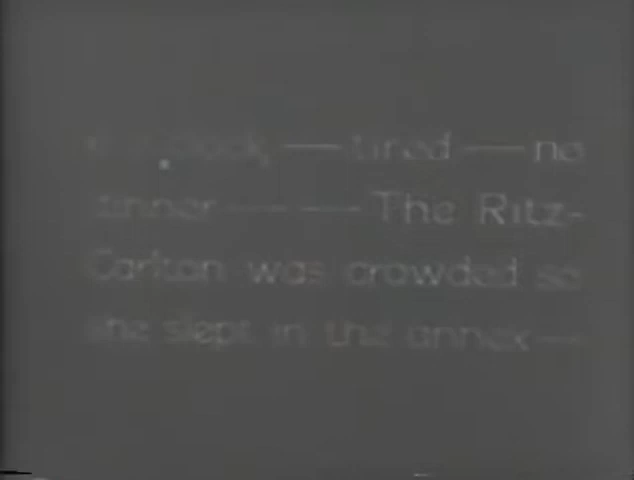 — tired — no
dinner — — The Ritz-
Carlton was crowded so
she slept in the annex —